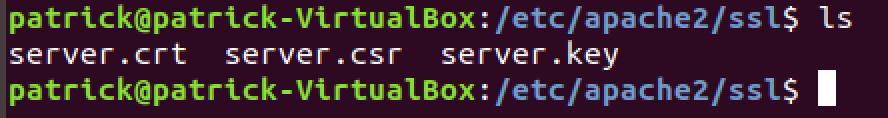 patrick@patrick-VirtualBox:/etc/apache2/ssl$ ls
server.crt  server.csr  server.key
patrick@patrick-VirtualBox:/etc/apache2/ssl$